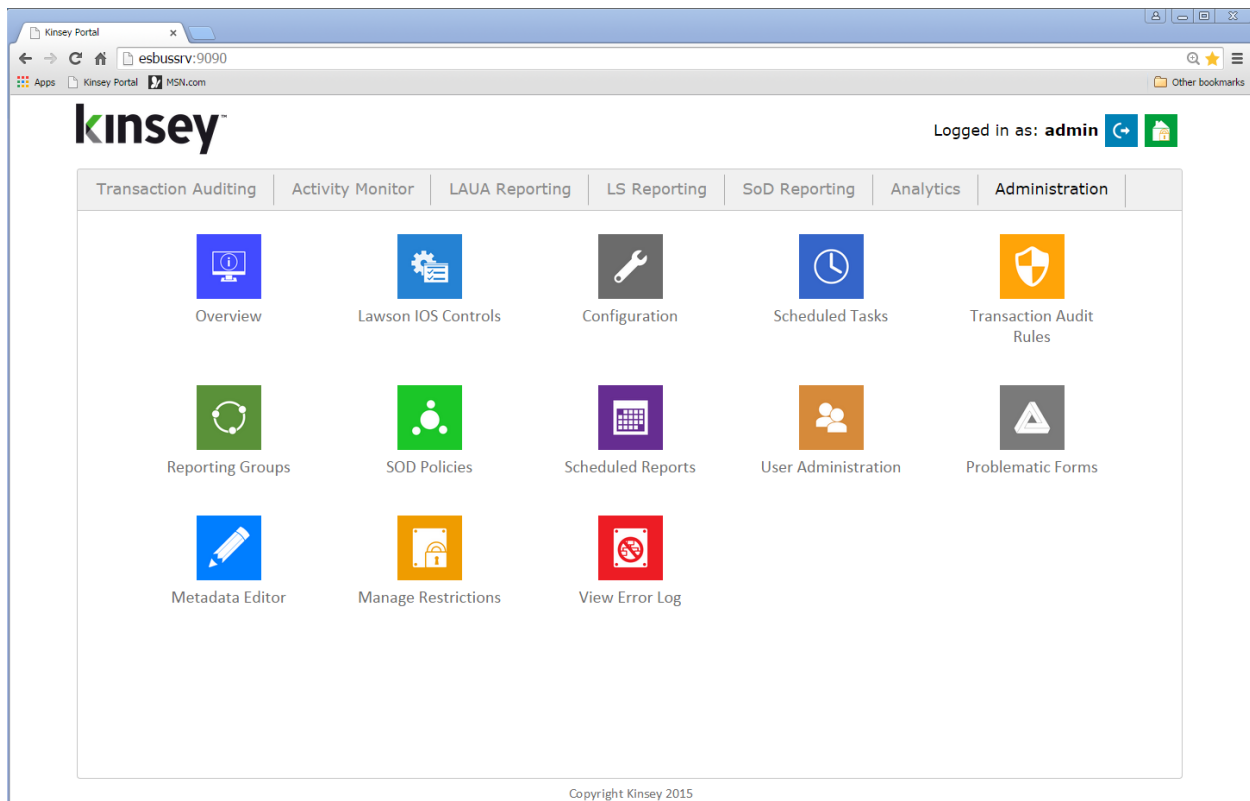 Kinsey Portal
esbussrv:9090
Apps Kinsey Portal MSN.com Other bookmarks
kinsey™
Logged in as: admin
Transaction Auditing Activity Monitor LAUA Reporting LS Reporting SoD Reporting Analytics Administration
Overview Lawson IOS Controls Configuration Scheduled Tasks Transaction Audit
Rules
Reporting Groups SOD Policies Scheduled Reports User Administration Problematic Forms
Metadata Editor Manage Restrictions View Error Log
Copyright Kinsey 2015